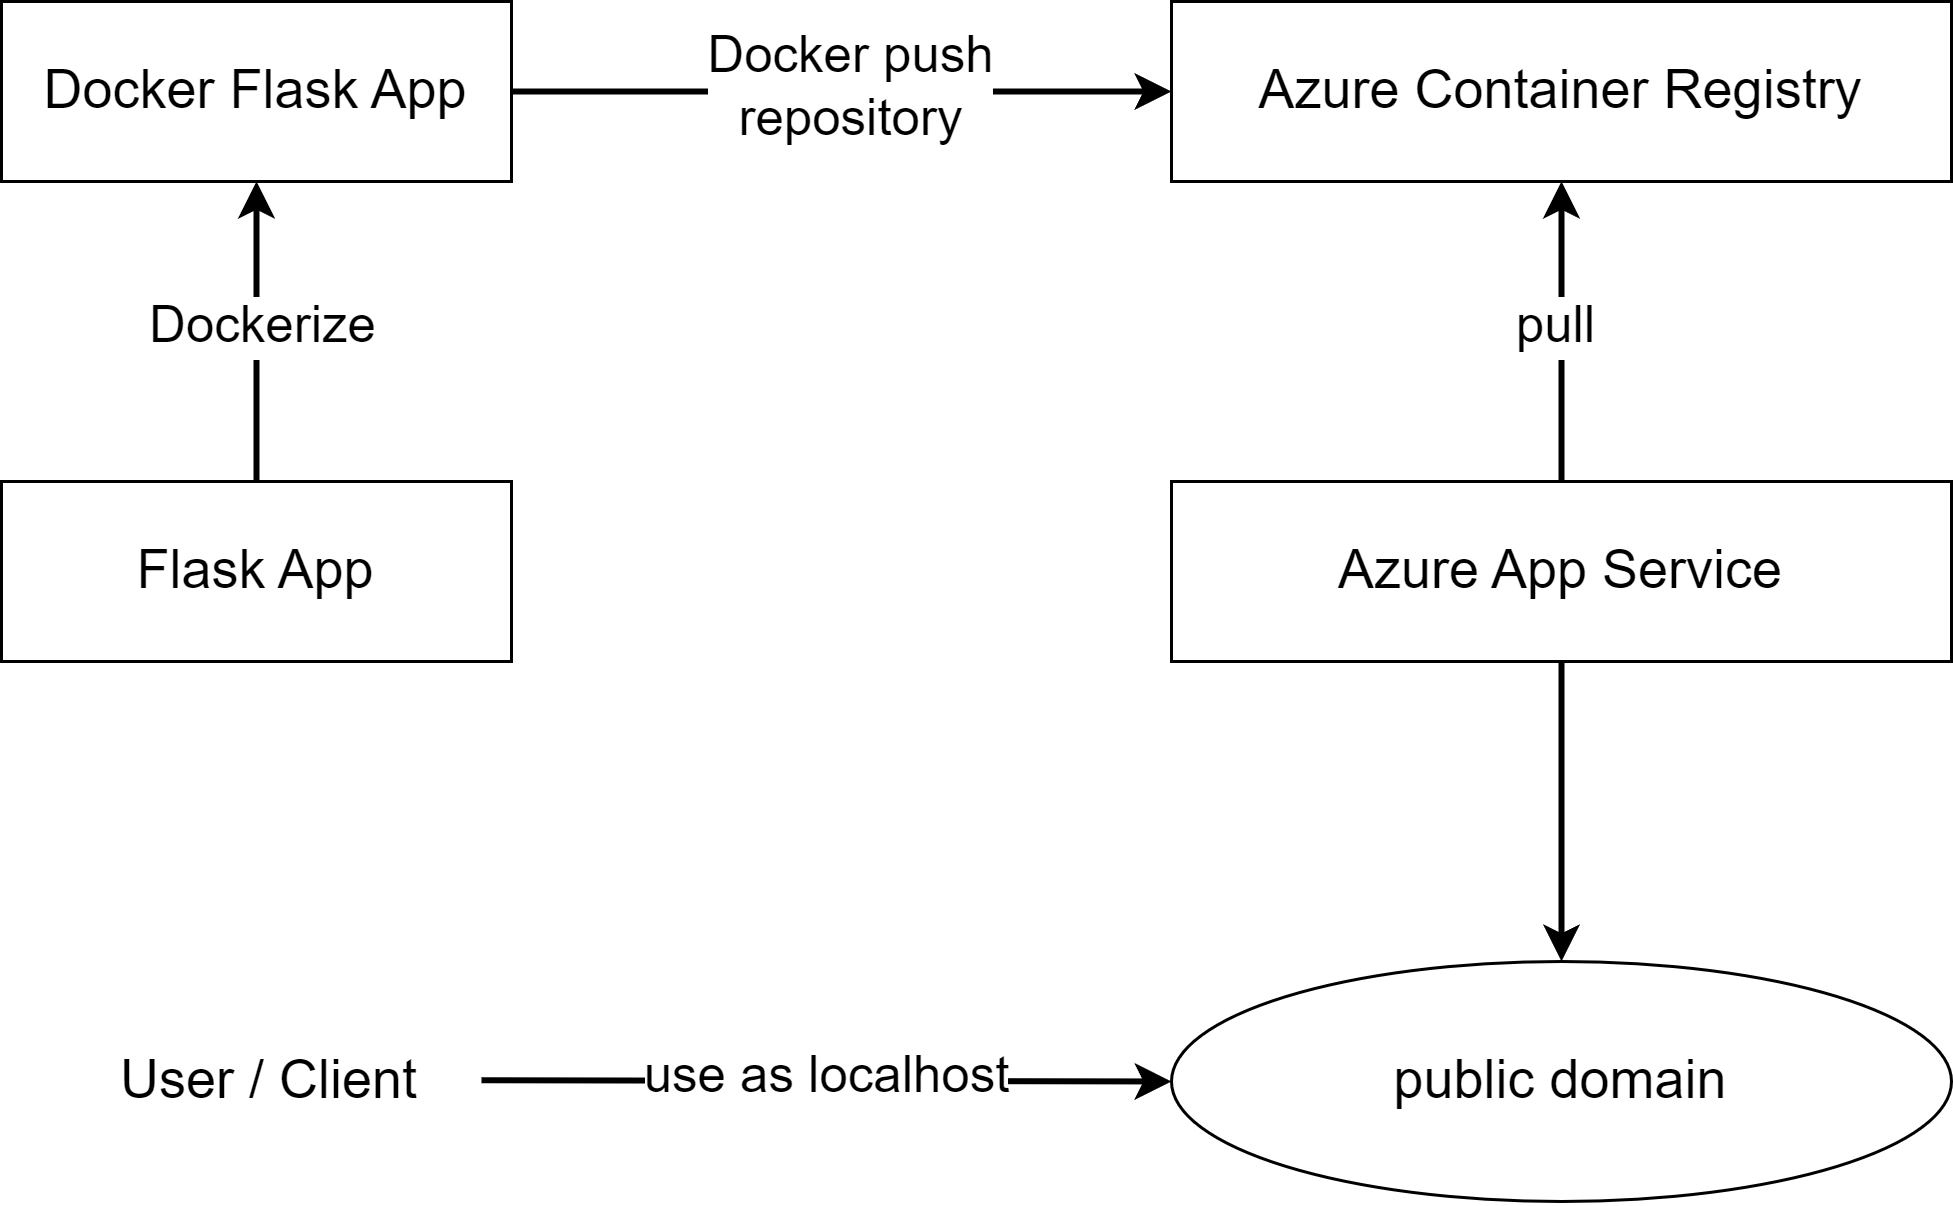 Docker Flask App
Docker push
repository
Azure Container Registry
Dockerize
pull
Flask App
Azure App Service
User / Client
use as localhost
public domain